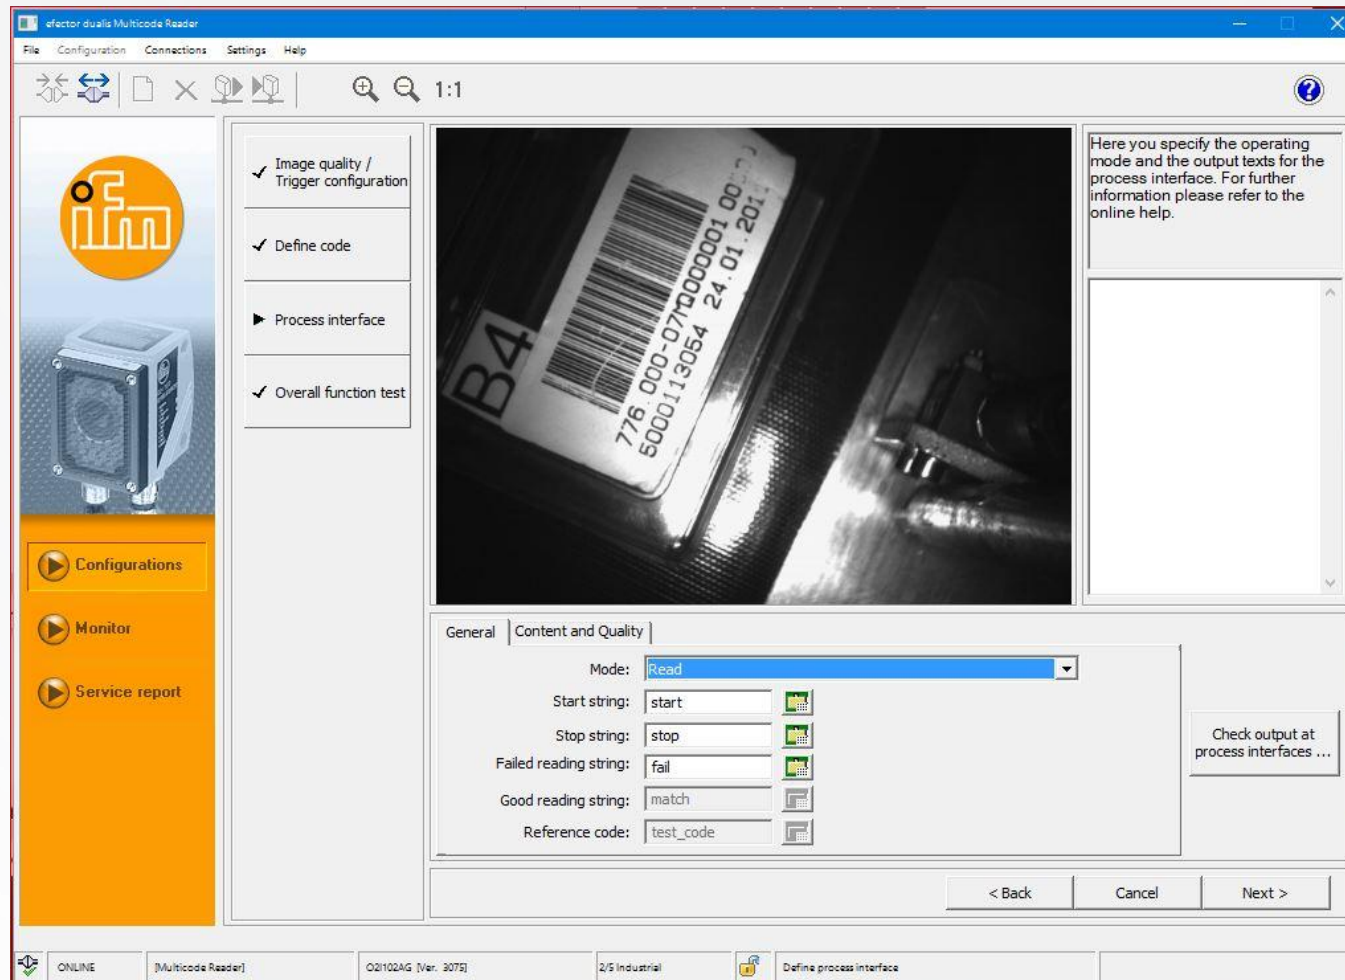 efector dualis Multicode Reader
File Configuration Connections Settings Help
1:1
ifm
Configurations
Monitor
Service report
Image quality /
Trigger configuration
Define code
Process interface
Overall function test
B4
776.000-07M0000001
5000113054 24.01.201
Here you specify the operating
mode and the output texts for the
process interface. For further
information please refer to the
online help.
General Content and Quality
Mode: Read
Start string: start
Stop string: stop
Failed reading string: fail
Good reading string: match
Reference code: test_code
Check output at
process interfaces ...
< Back Cancel Next >
ONLINE [Multicode Reader] O2I102AG [Ver. 3075] 2/5 Industrial Define process interface